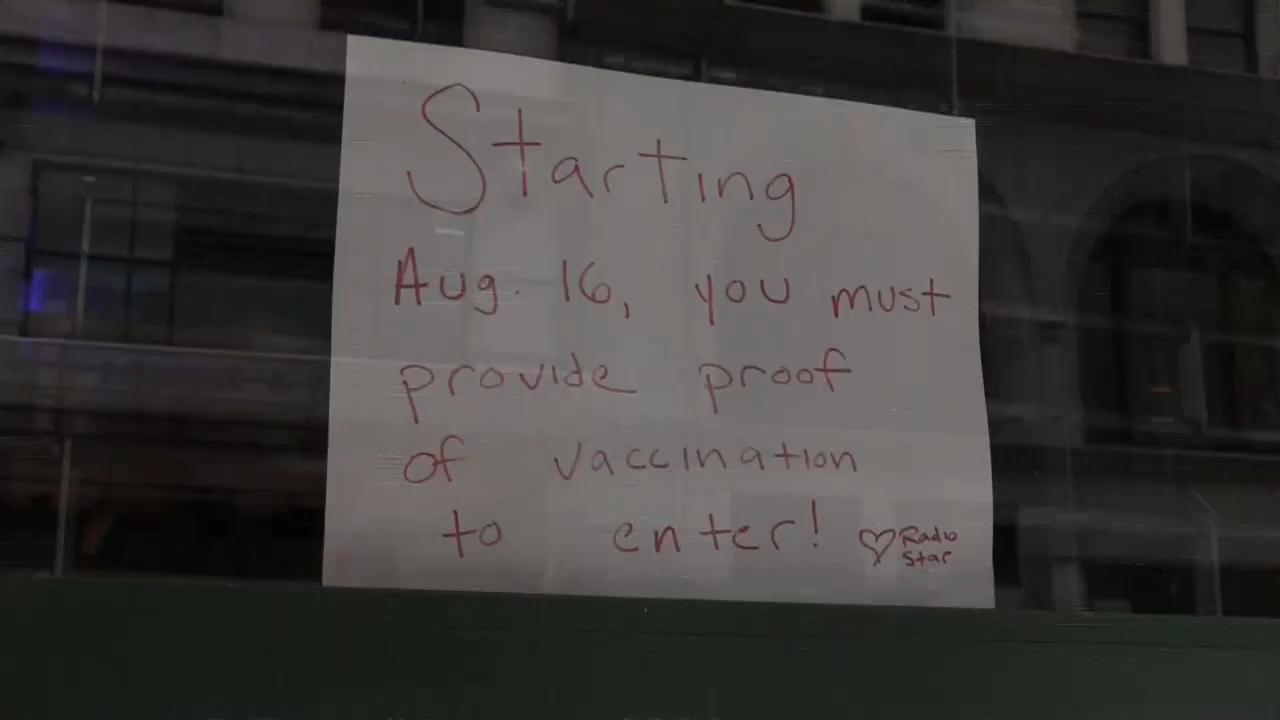 Starting
Aug. 16, you must
provide proof
of vaccination
to enter! ♡ Radio
Star